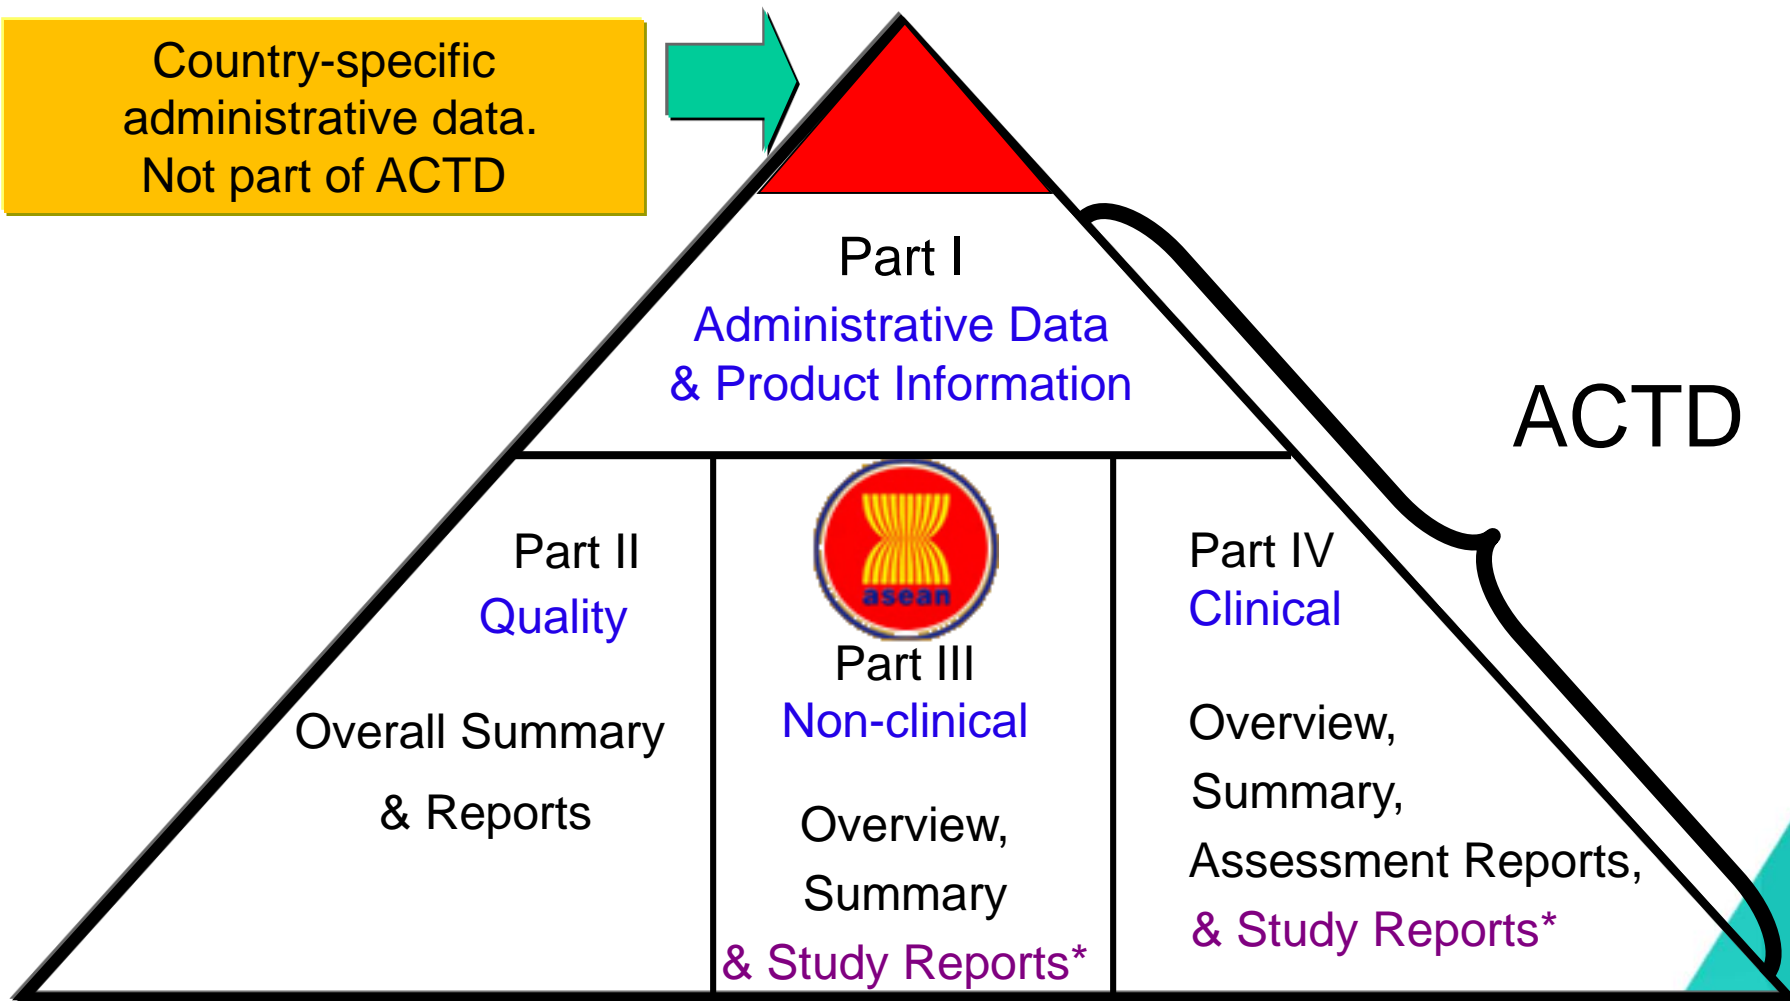 Country-specific
administrative data.
Not part of ACTD
Part I
Administrative Data
& Product Information
ACTD
Part II
Quality
Overall Summary
& Reports
asean
Part III
Non-clinical
Overview,
Summary
& Study Reports*
Part IV
Clinical
Overview,
Summary,
Assessment Reports,
& Study Reports*